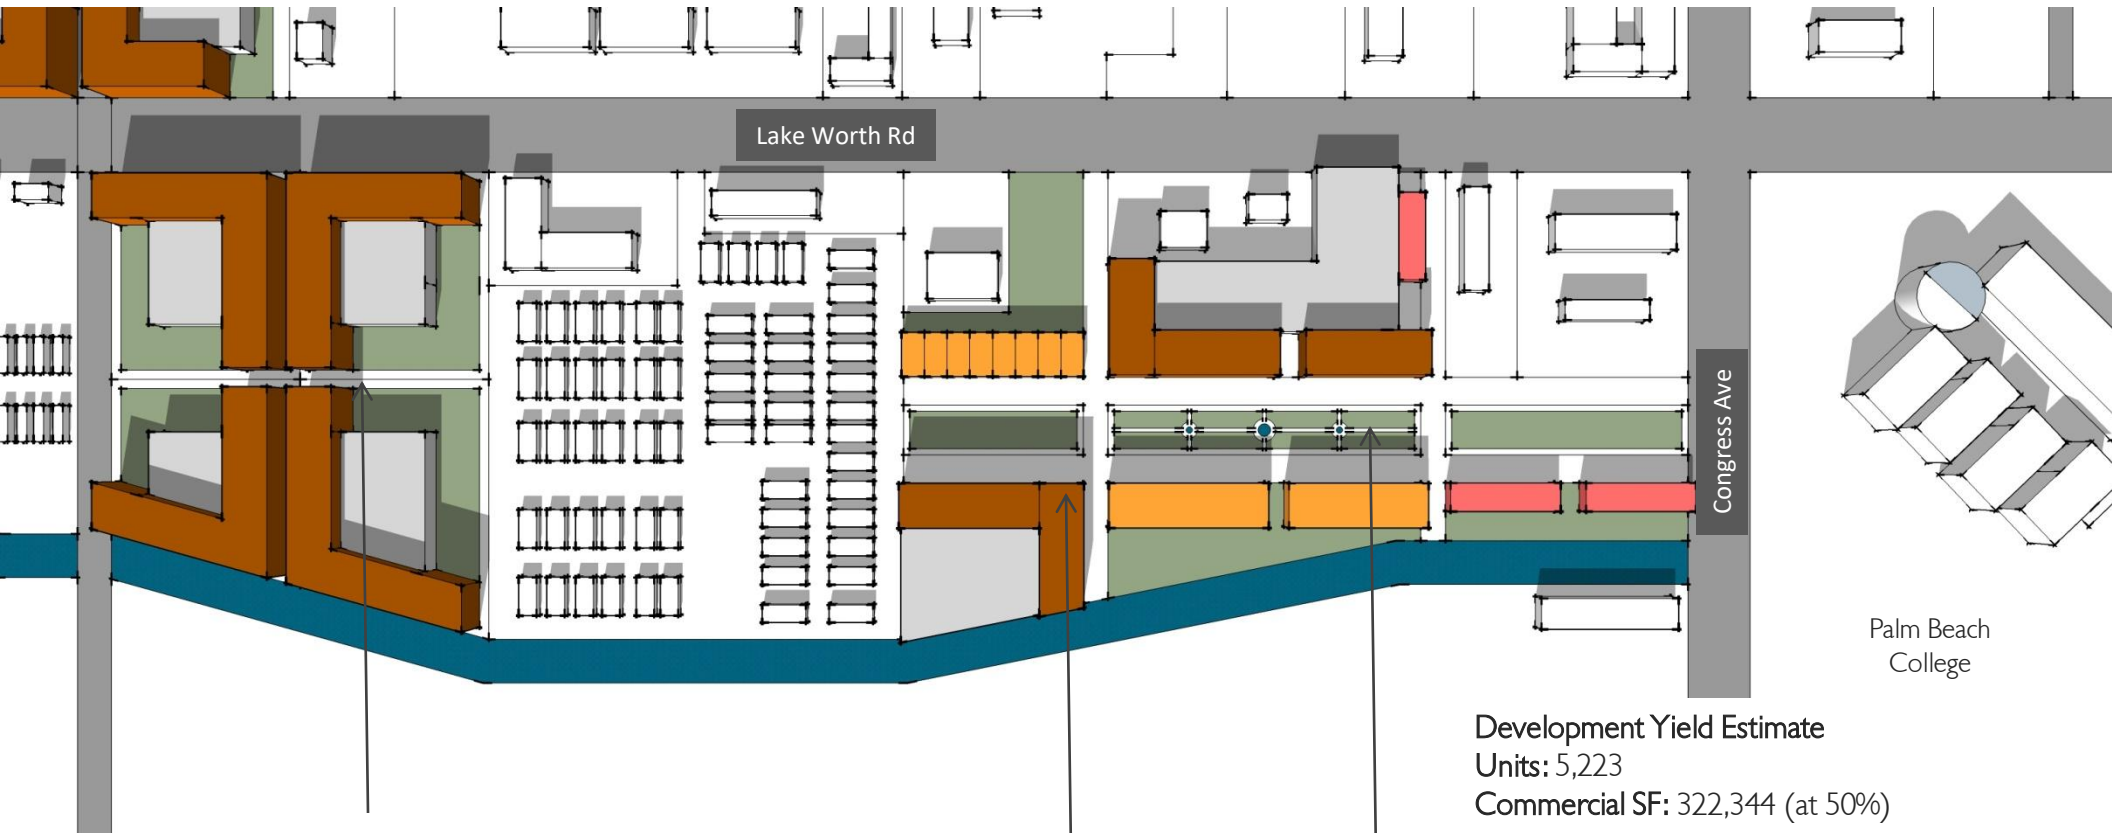 Lake Worth Rd
Congress Ave
Palm Beach
College
Development Yield Estimate
Units: 5,223
Commercial SF: 322,344 (at 50%)